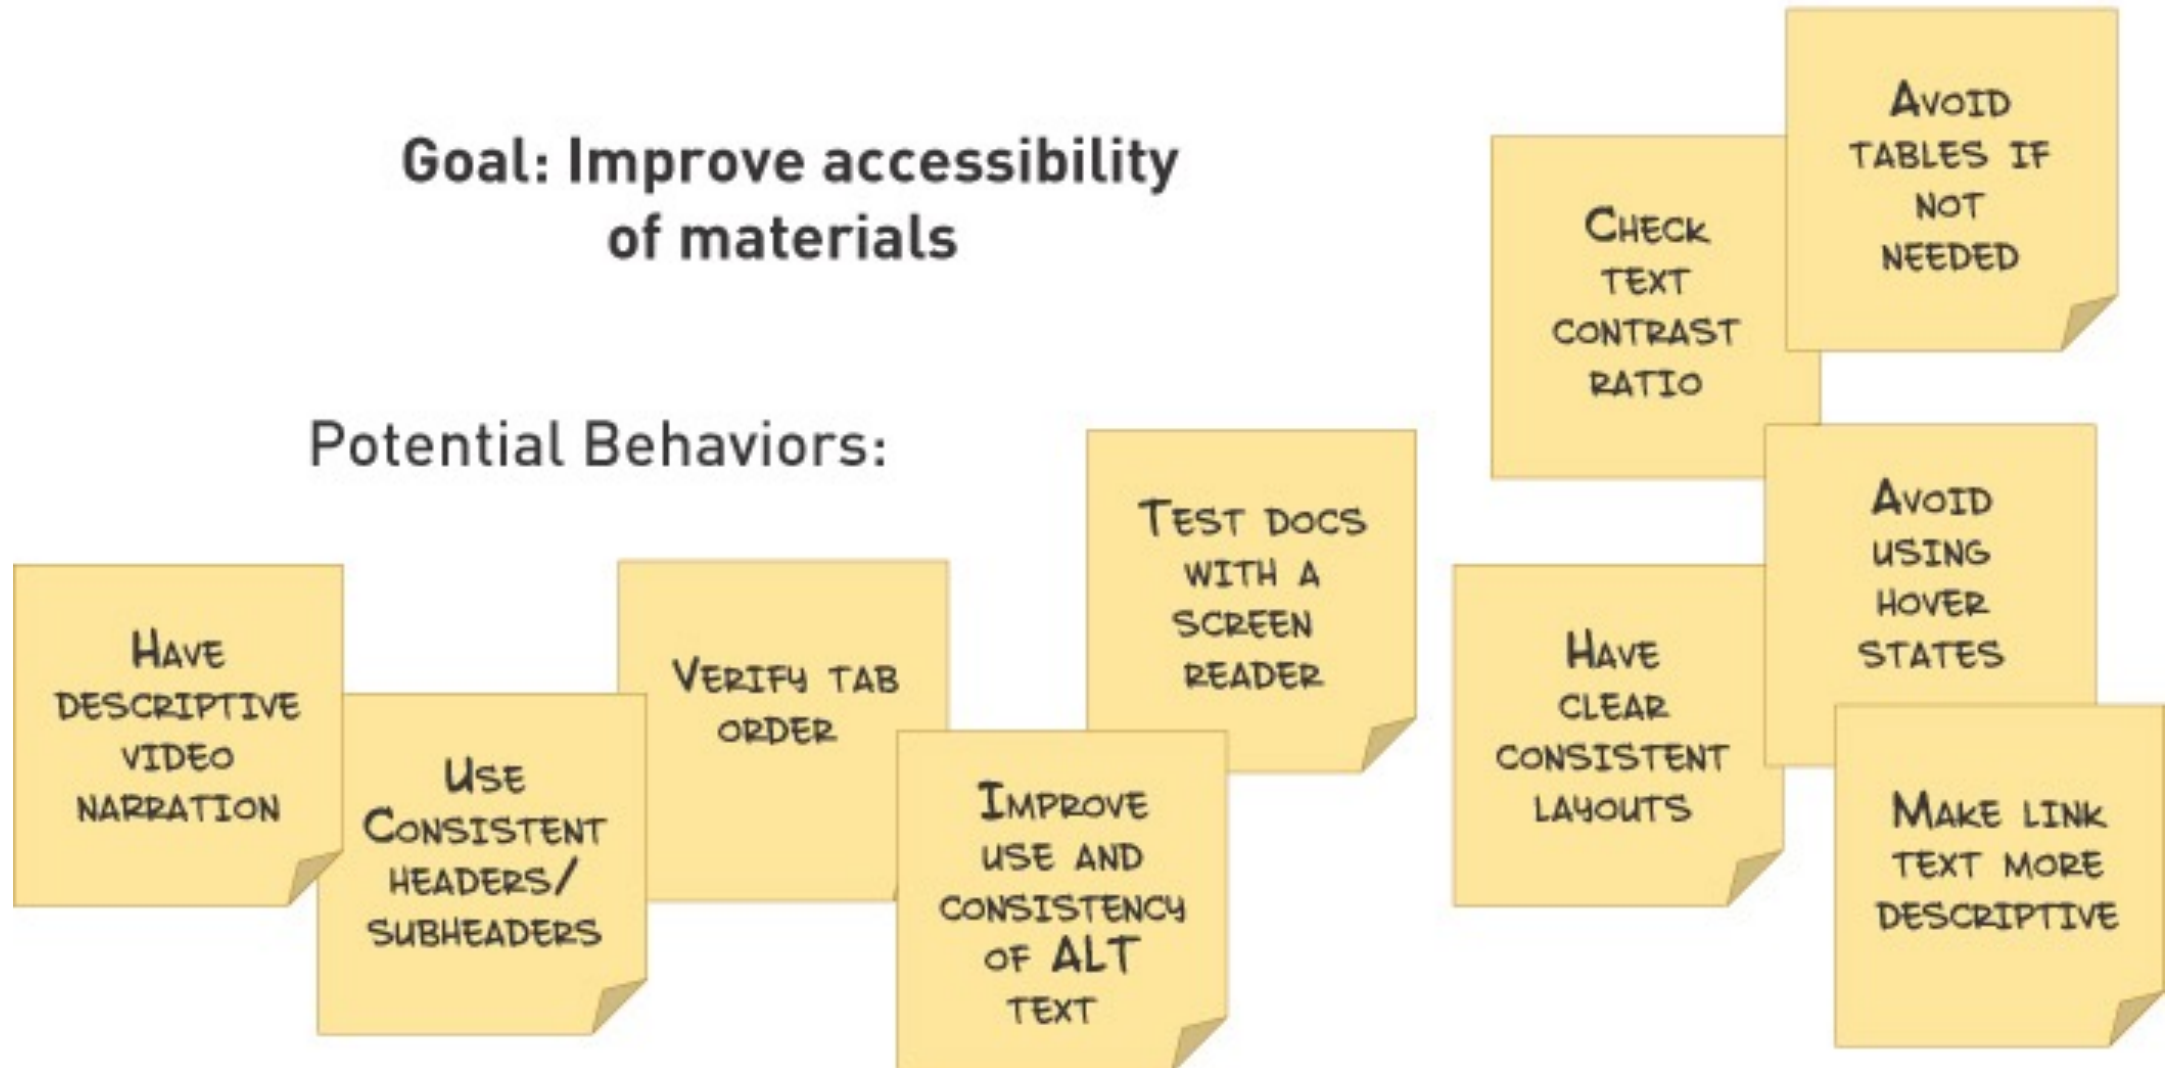 Goal: Improve accessibility
of materials
Potential Behaviors:
HAVE
DESCRIPTIVE
VIDEO
NARRATION
USE
CONSISTENT
HEADERS/
SUBHEADERS
VERIFY TAB
ORDER
IMPROVE
USE AND
CONSISTENCY
OF ALT
TEXT
TEST DOCS
WITH A
SCREEN
READER
CHECK
TEXT
CONTRAST
RATIO
AVOID
TABLES IF
NOT
NEEDED
HAVE
CLEAR
CONSISTENT
LAYOUTS
AVOID
USING
HOVER
STATES
MAKE LINK
TEXT MORE
DESCRIPTIVE